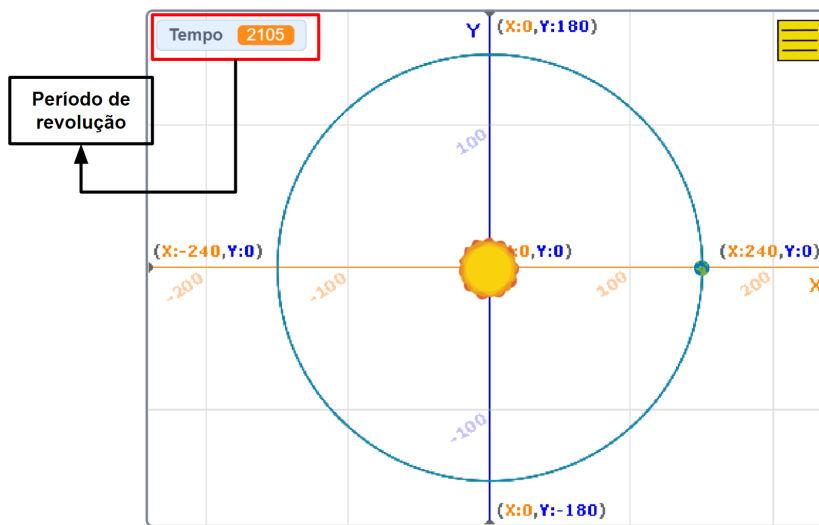 Tempo 2105
Y
(X:0,Y:180)
Período de
revolução
100
(X:-240,Y:0)
0,Y:0)
(X:240,Y:0)
-200
-100
100
200
X
-100
(X:0,Y:-180)